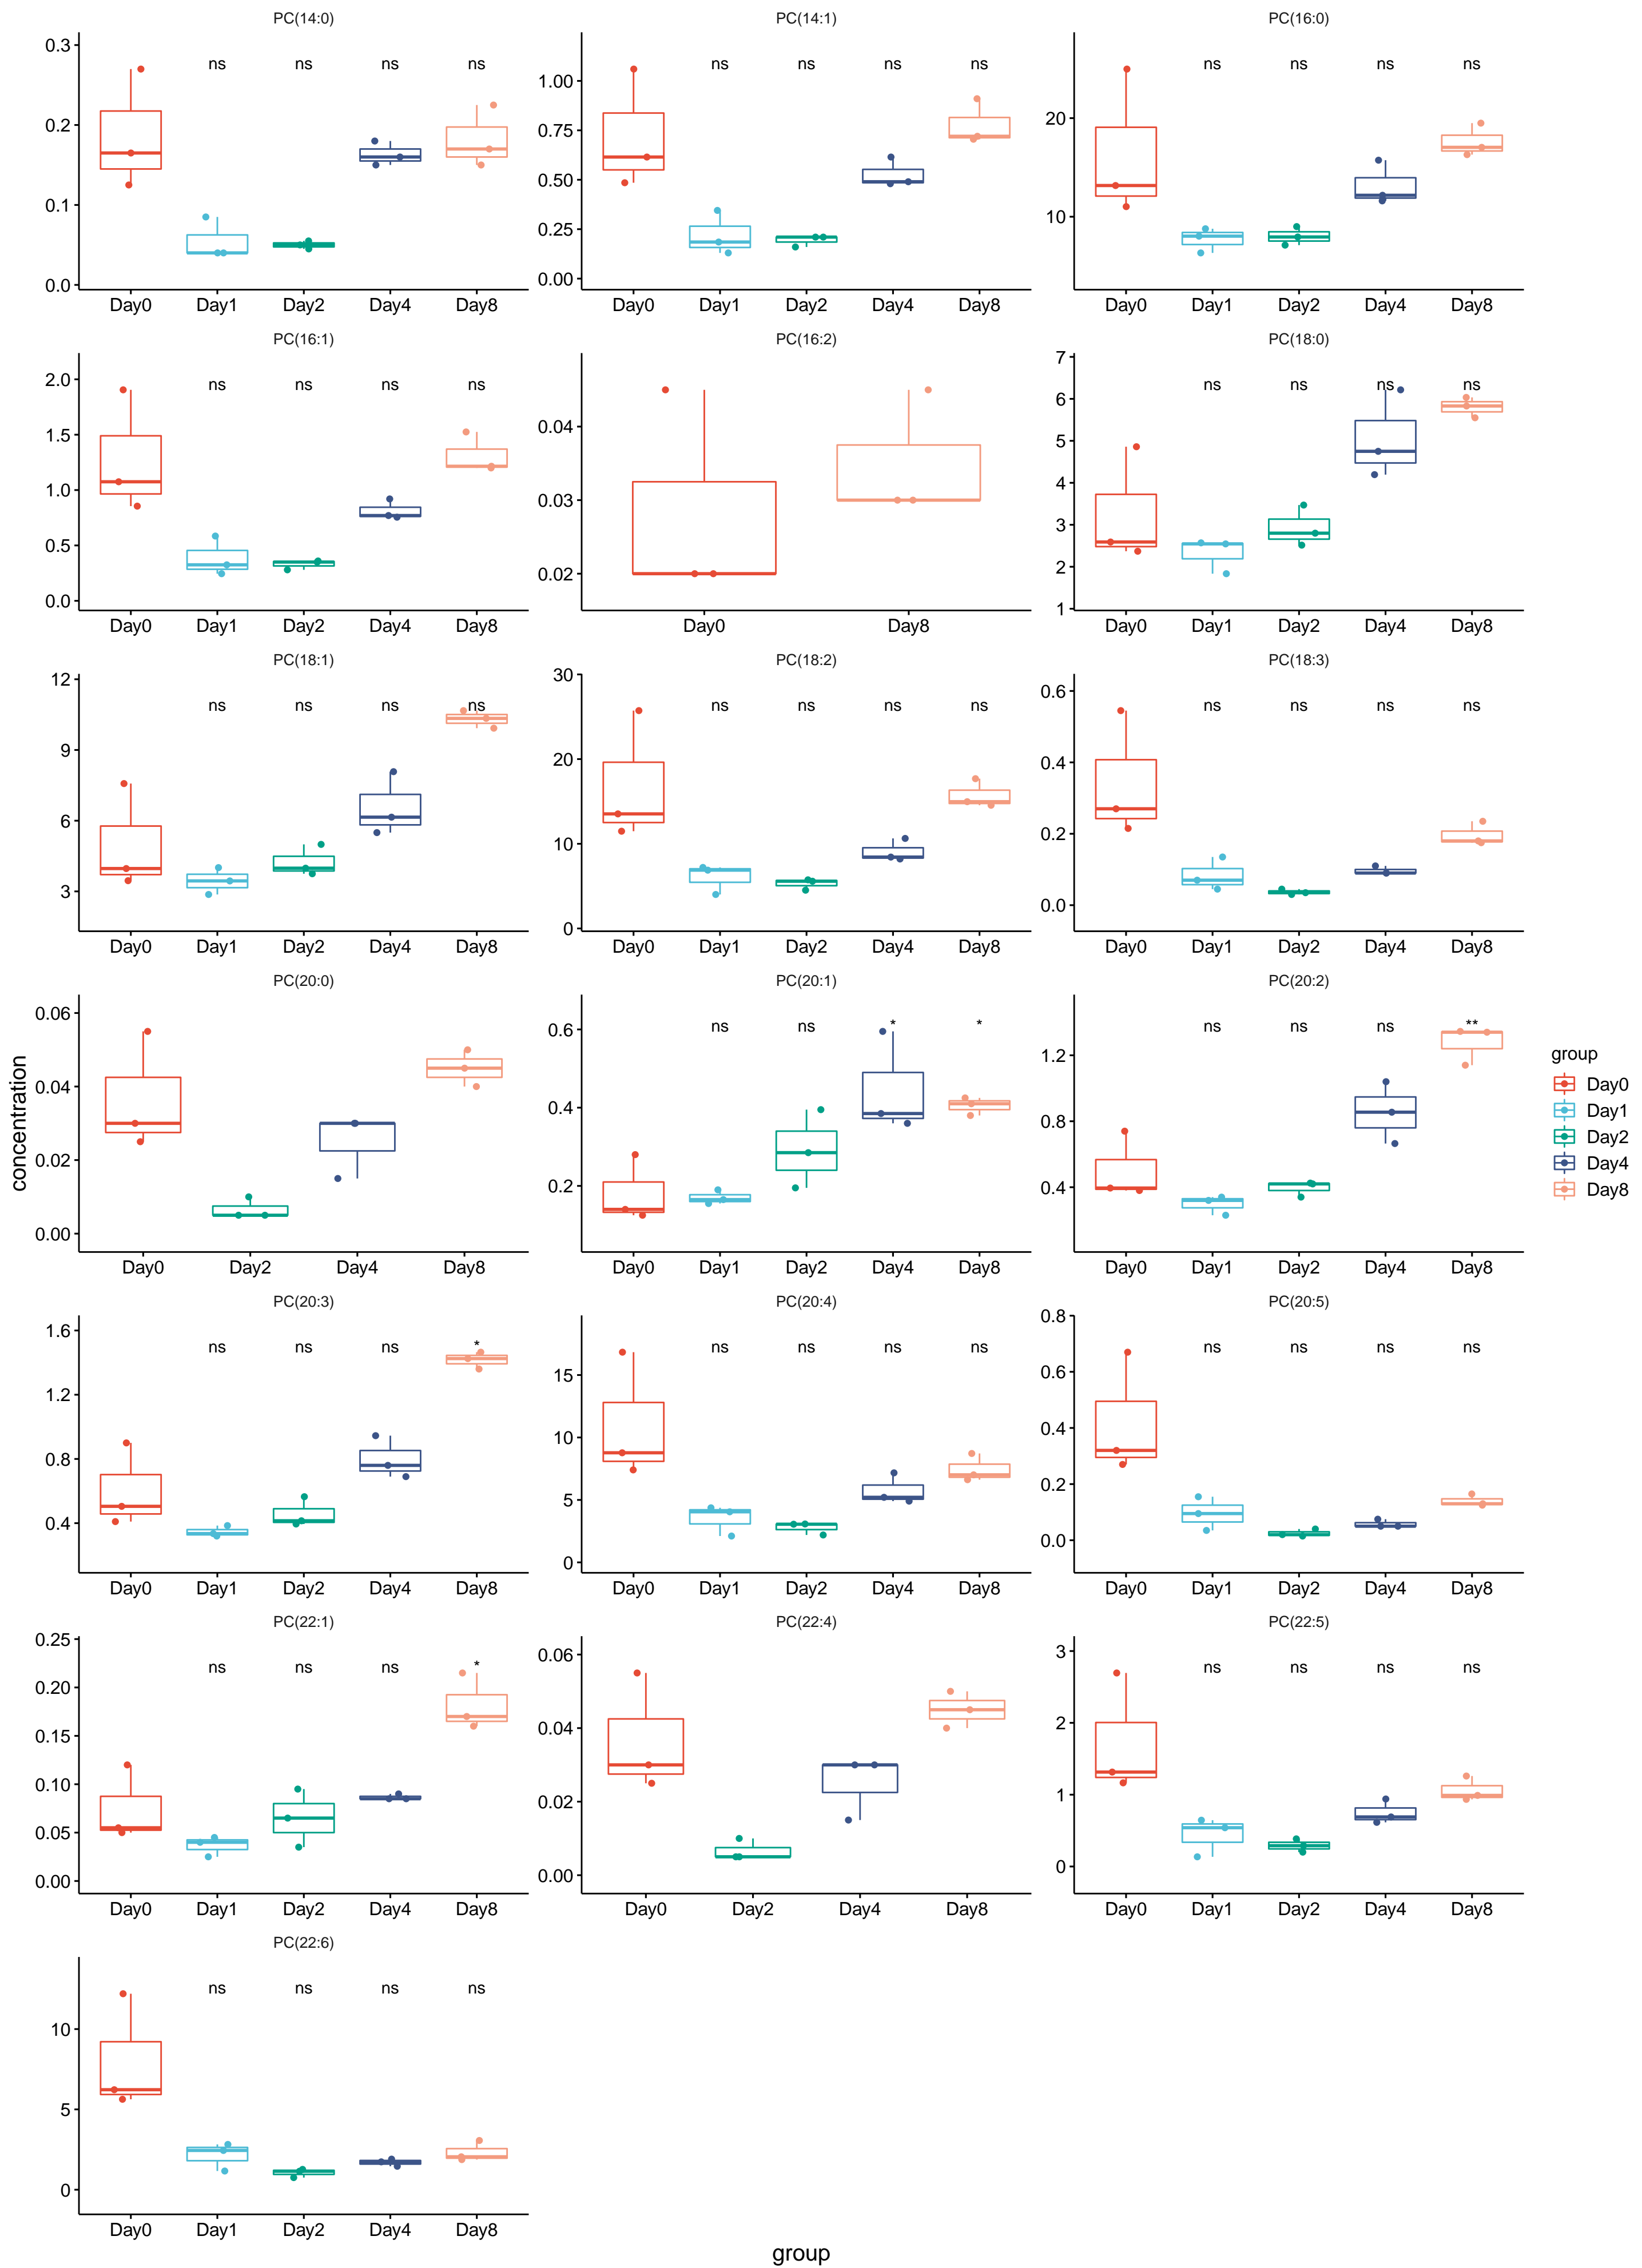 PC(14:0) PC(14:1) PC(16:0)
0.3 0.2 0.1 0.0
ns ns ns ns
Day0 Day1 Day2 Day4 Day8
1.00 0.75 0.50 0.25 0.00
ns ns ns ns
Day0 Day1 Day2 Day4 Day8
20 10
ns ns ns ns
Day0 Day1 Day2 Day4 Day8
PC(16:1) PC(16:2) PC(18:0)
2.0 1.5 1.0 0.5 0.0
ns ns ns ns
Day0 Day1 Day2 Day4 Day8
0.04 0.03 0.02
Day0 Day8
7 6 5 4 3 2 1
ns ns ns ns
Day0 Day1 Day2 Day4 Day8
PC(18:1) PC(18:2) PC(18:3)
12 9 6 3
ns ns ns ns
Day0 Day1 Day2 Day4 Day8
30 20 10 0
ns ns ns ns
Day0 Day1 Day2 Day4 Day8
0.6 0.4 0.2 0.0
ns ns ns ns
Day0 Day1 Day2 Day4 Day8
PC(20:0) PC(20:1) PC(20:2)
concentration
0.06 0.04 0.02 0.00
Day0 Day2 Day4 Day8
0.6 0.4 0.2
ns ns * *
Day0 Day1 Day2 Day4 Day8
1.2 0.8 0.4
ns ns ns **
Day0 Day1 Day2 Day4 Day8
group
Day0
Day1
Day2
Day4
Day8
PC(20:3) PC(20:4) PC(20:5)
1.6 1.2 0.8 0.4
ns ns ns *
Day0 Day1 Day2 Day4 Day8
15 10 5 0
ns ns ns ns
Day0 Day1 Day2 Day4 Day8
0.8 0.6 0.4 0.2 0.0
ns ns ns ns
Day0 Day1 Day2 Day4 Day8
PC(22:1) PC(22:4) PC(22:5)
0.25 0.20 0.15 0.10 0.05 0.00
ns ns ns *
Day0 Day1 Day2 Day4 Day8
0.06 0.04 0.02 0.00
Day0 Day2 Day4 Day8
3 2 1 0
ns ns ns ns
Day0 Day1 Day2 Day4 Day8
PC(22:6)
10 5 0
ns ns ns ns
Day0 Day1 Day2 Day4 Day8
group